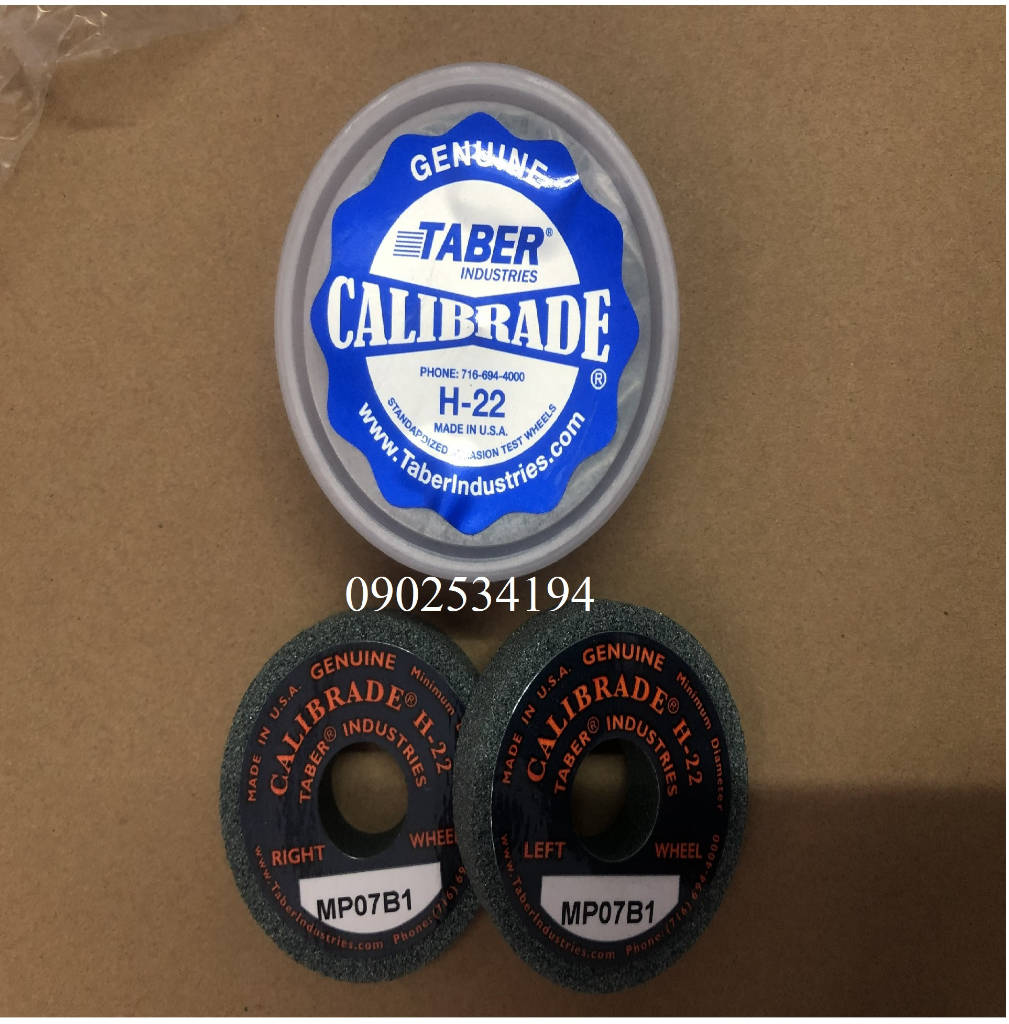 GENUINE
TABER®
INDUSTRIES
CALIBRADE
®
PHONE: 716-694-4000
H-22
MADE IN U.S.A.
STANDARDIZED TEST WHEELS
www.TaberIndustries.com
0902534194
MADE IN U.S.A. GENUINE Minimum
CALIBRADE® H-22
TABER® INDUSTRIES
RIGHT
MP07B1
www.TaberIndustries.com Phone: (716) 69
MADE IN U.S.A. GENUINE Minimum Diameter
CALIBRADE® H-22
TABER® INDUSTRIES
LEFT WHEEL
MP07B1
www.TaberIndustries.com Phone: (716) 694-4000